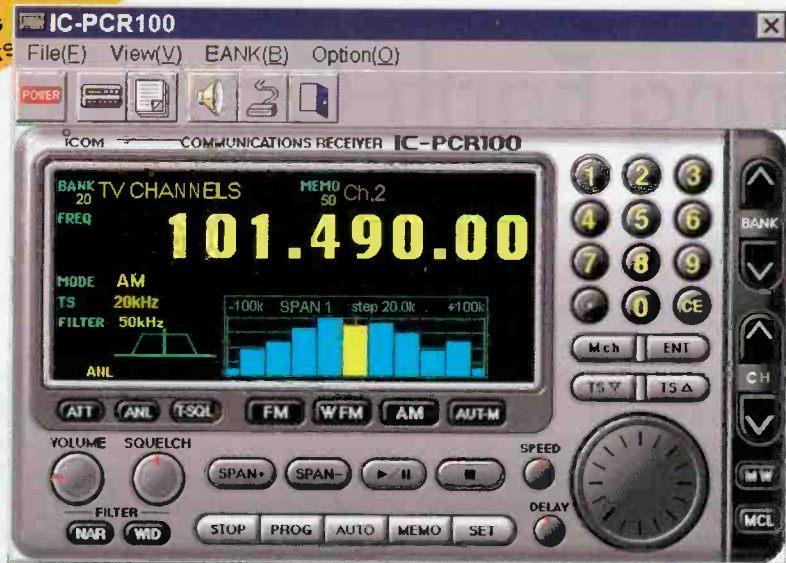 IC-PCR100
File(F) View(V) EANK(B) Option(O)
POWER
ICOM COMMUNICATIONS RECEIVER IC-PCR100
BANK 20 TV CHANNELS MEMO 50 Ch.2
FREQ 101.490.00
MODE AM
TS 20kHz
FILTER 50kHz
-100k SPAN 1 step 20.0k +100k
ANL
ATT ANL T-SQL FM WFM AM AUT-M
1 2 3
4 5 6
7 8 9
. 0 CE
Mch ENT
TS ▽ TS △
BANK
CH
MW
MCL
VOLUME SQUELCH
SPAN+ SPAN-
SPEED
DELAY
FILTER
NAR WID
STOP PROG AUTO MEMO SET